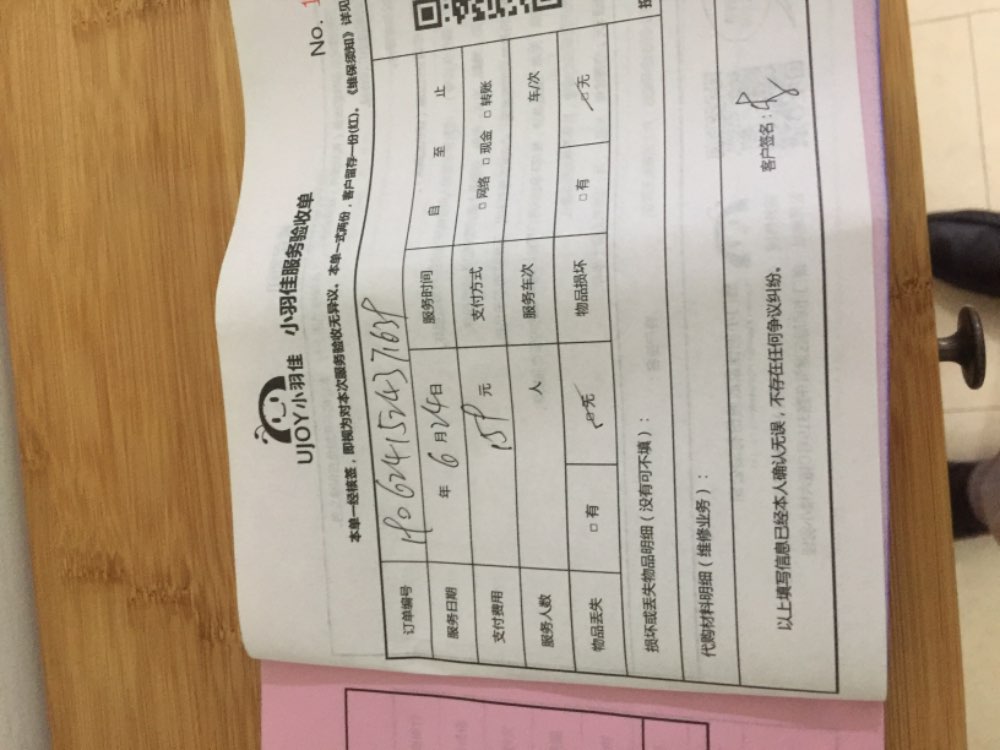 No. 1
UJOY小羽佳 小羽佳服务验收单
本单一经核签，即视为对本次服务验收无异议。本单一式两份，客户留存一份(红)。《维保须知》详见
订单编号
服务日期 年 6 月 24 日 服务时间 自 至 止
支付费用 元 支付方式 □ 网络 □ 现金 □ 转账
服务人数 人 服务车次 车/次
物品丢失 □ 有 □ 无 物品损坏 □ 有 □ 无
损坏或丢失物品明细（没有可不填）：
代购材料明细（维修业务）：
以上填写信息已经本人确认无误，不存在任何争议纠纷。 客户签名：